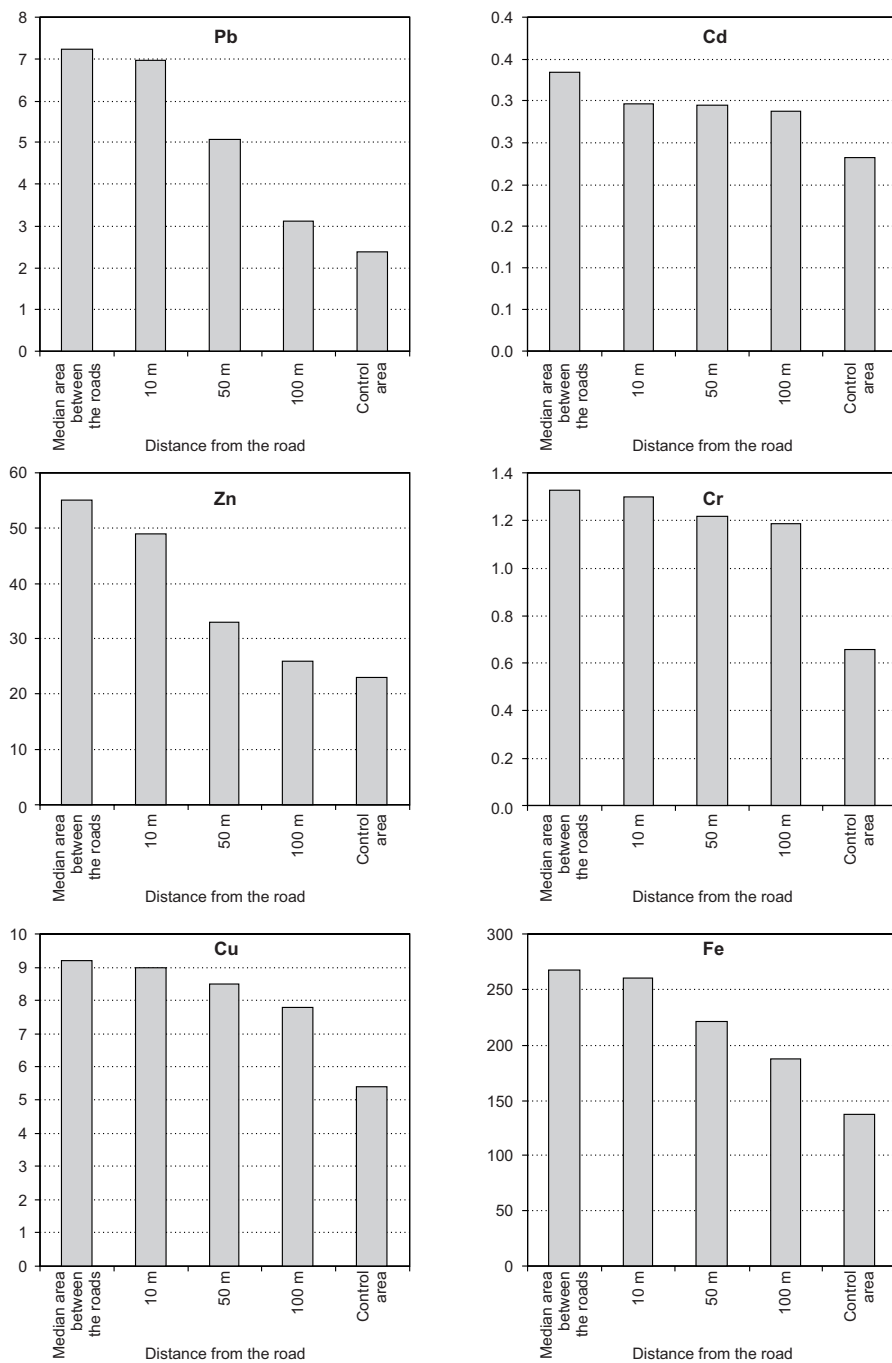 Pb
8
7
6
5
4
3
2
1
0
Median area
between
the roads
10 m
50 m
100 m
Control
area
Distance from the road
Cd
0.4
0.4
0.3
0.3
0.2
0.2
0.1
0.1
0.0
Median area
between
the roads
10 m
50 m
100 m
Control
area
Distance from the road
Zn
60
50
40
30
20
10
0
Median area
between
the roads
10 m
50 m
100 m
Control
area
Distance from the road
Cr
1.4
1.2
1.0
0.8
0.6
0.4
0.2
0.0
Median area
between
the roads
10 m
50 m
100 m
Control
area
Distance from the road
Cu
10
9
8
7
6
5
4
3
2
1
0
Median area
between
the roads
10 m
50 m
100 m
Control
area
Distance from the road
Fe
300
250
200
150
100
50
0
Median area
between
the roads
10 m
50 m
100 m
Control
area
Distance from the road